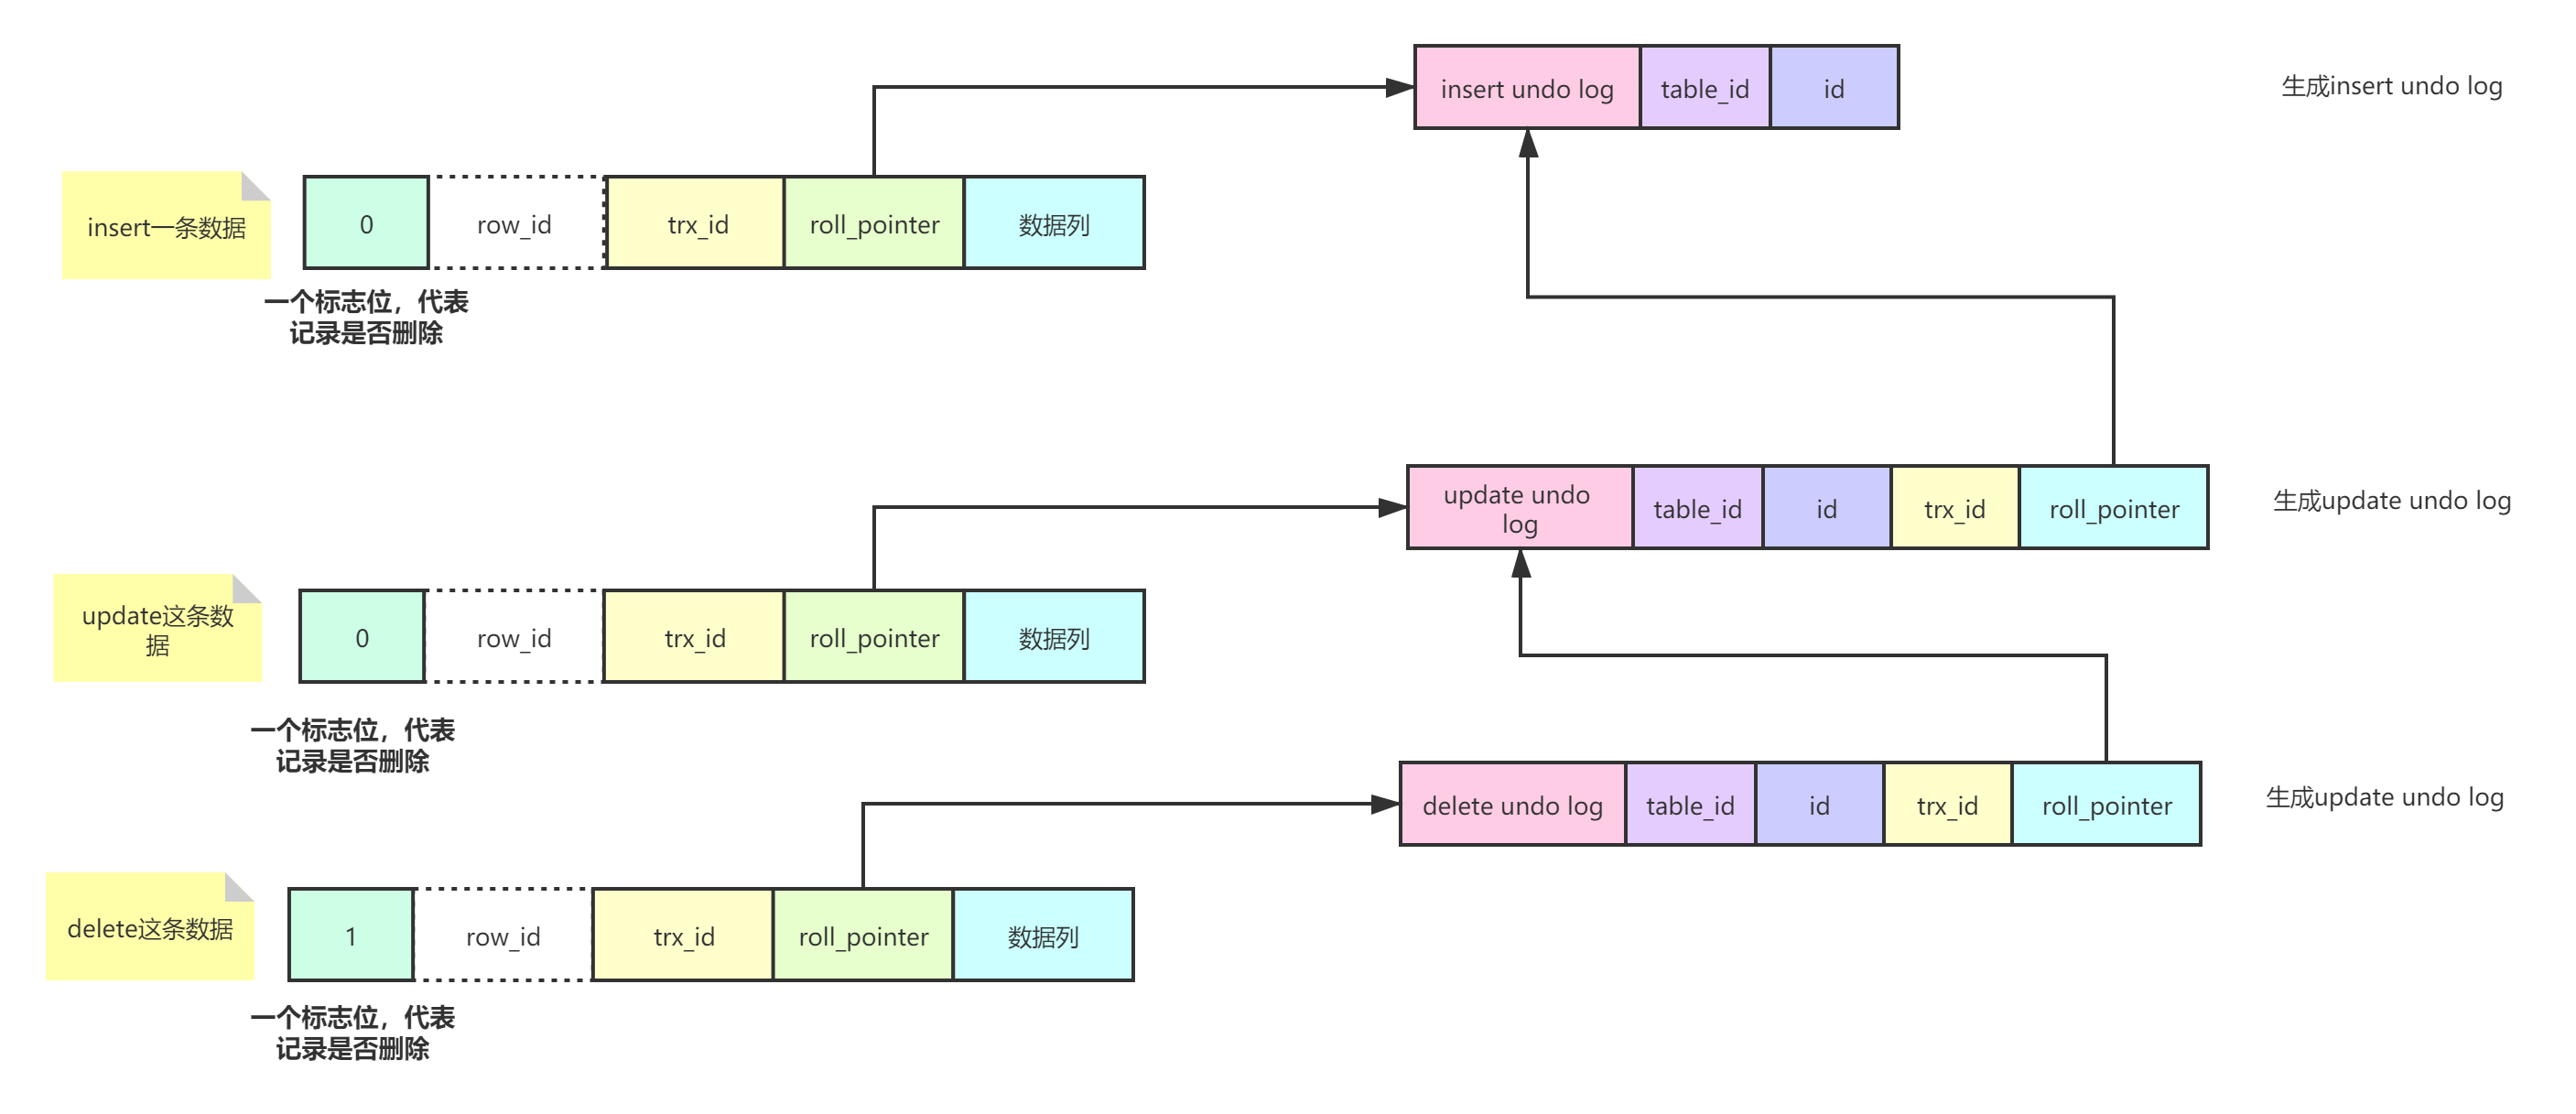 insert undo log
table_id
id
生成insert undo log
insert一条数据
0
row_id
trx_id
roll_pointer
数据列
一个标志位，代表
记录是否删除
update undo
log
table_id
id
trx_id
roll_pointer
生成update undo log
update这条数
据
0
row_id
trx_id
roll_pointer
数据列
一个标志位，代表
记录是否删除
delete undo log
table_id
id
trx_id
roll_pointer
生成update undo log
delete这条数据
1
row_id
trx_id
roll_pointer
数据列
一个标志位，代表
记录是否删除